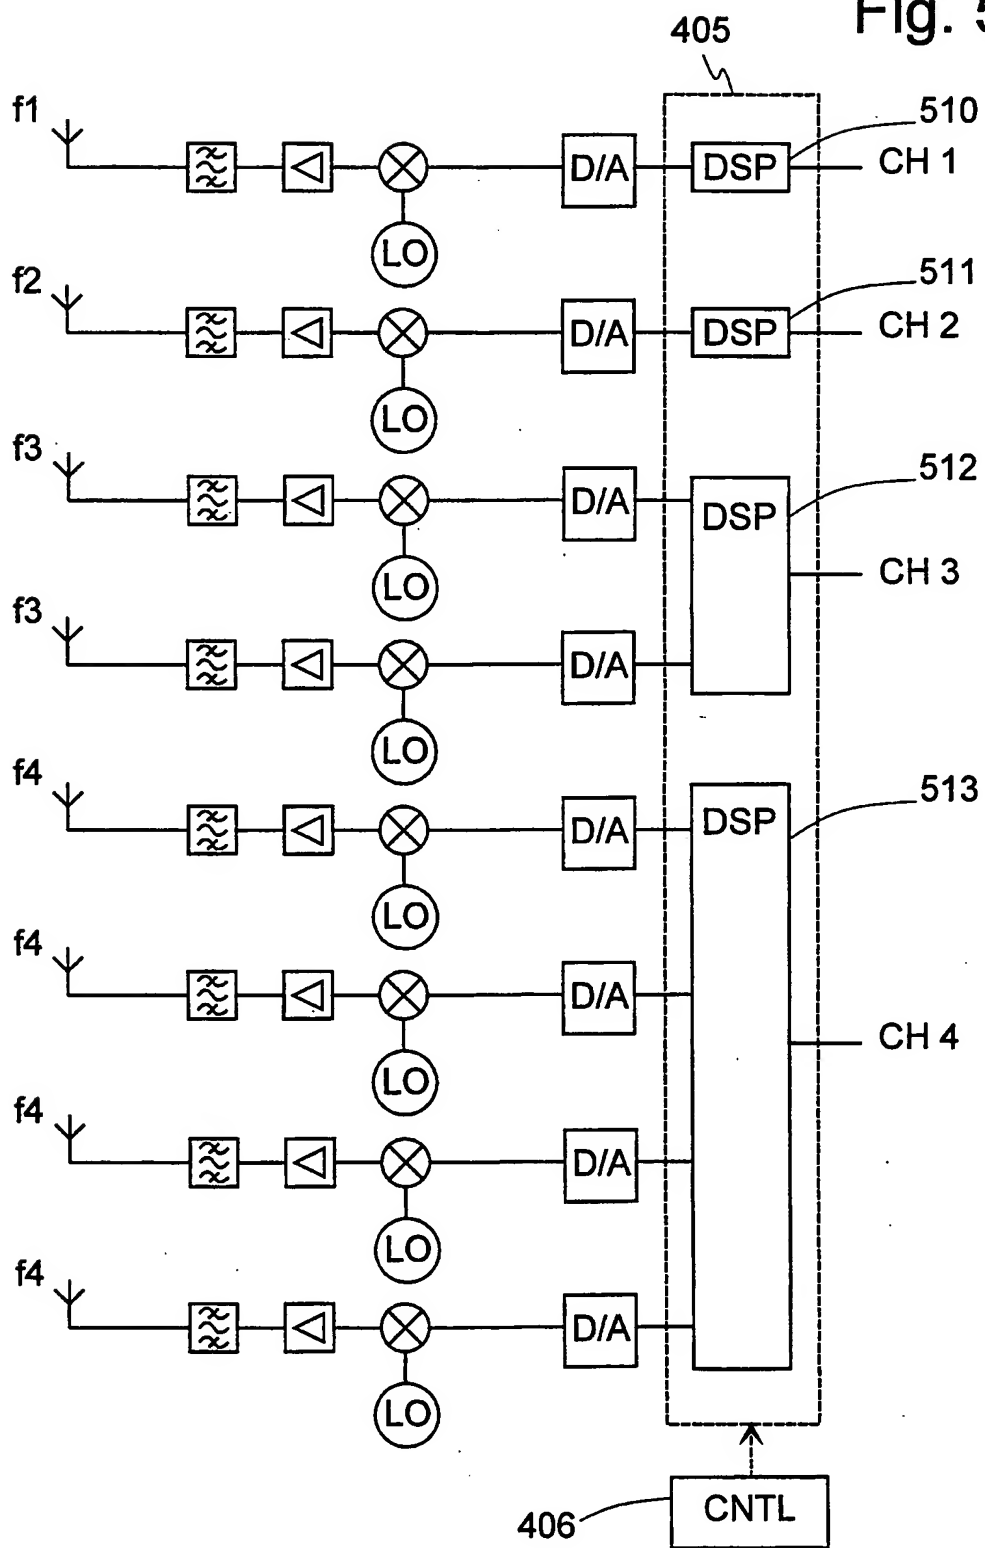 Fig. 5
405
f1
510
D/A
DSP
CH 1
LO
f2
511
D/A
DSP
CH 2
LO
f3
512
D/A
DSP
LO
CH 3
f3
D/A
LO
f4
513
D/A
DSP
LO
f4
D/A
CH 4
LO
f4
D/A
LO
f4
D/A
LO
406
CNTL